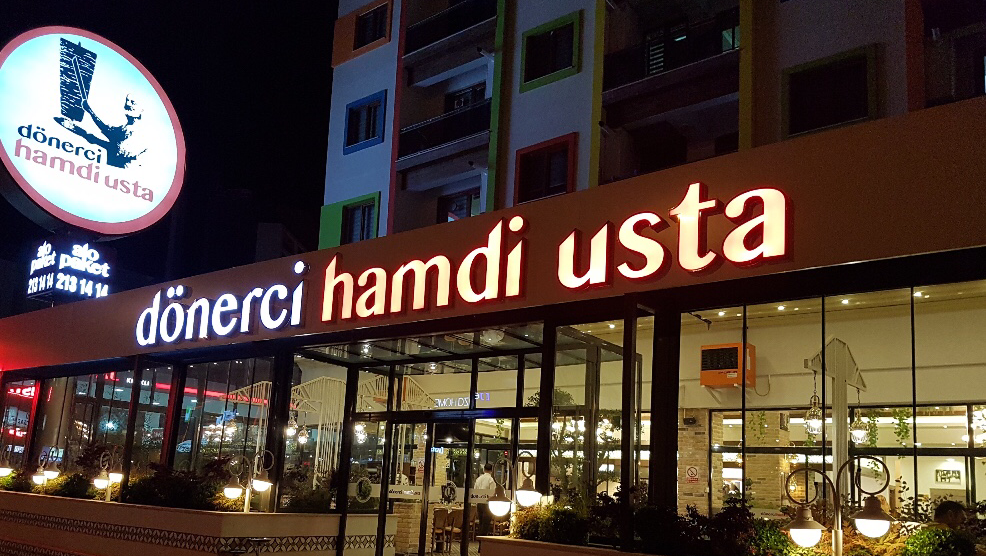 dönerci
hamdi usta
alo
paket
213 14 14
alo
paket
213 14 14
dönerci hamdi usta